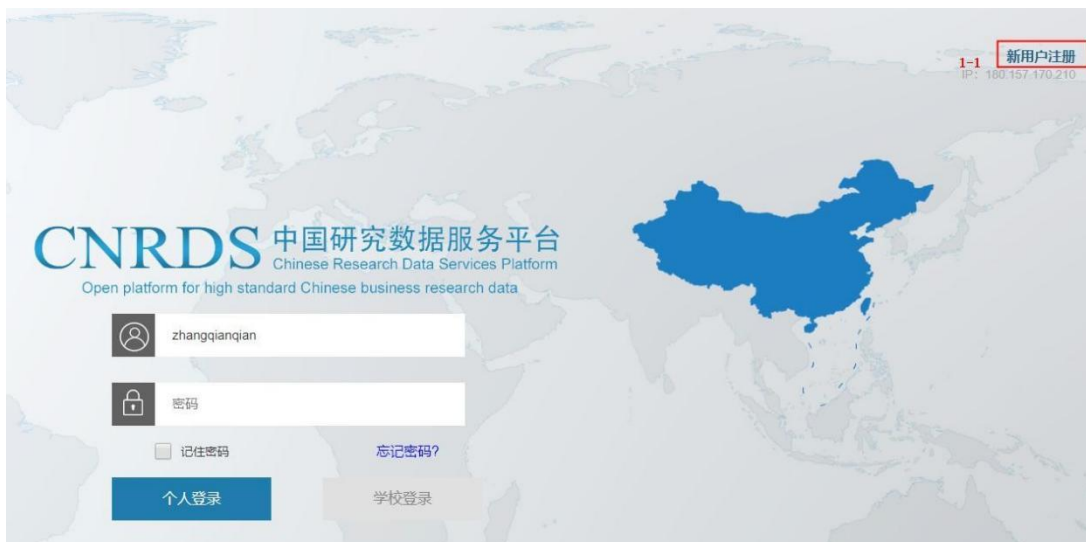 新用户注册
1-1
IP: 180.157.170.210
CNRDS 中国研究数据服务平台
Chinese Research Data Services Platform
Open platform for high standard Chinese business research data
zhangqianqian
密码
记住密码 忘记密码?
个人登录 学校登录